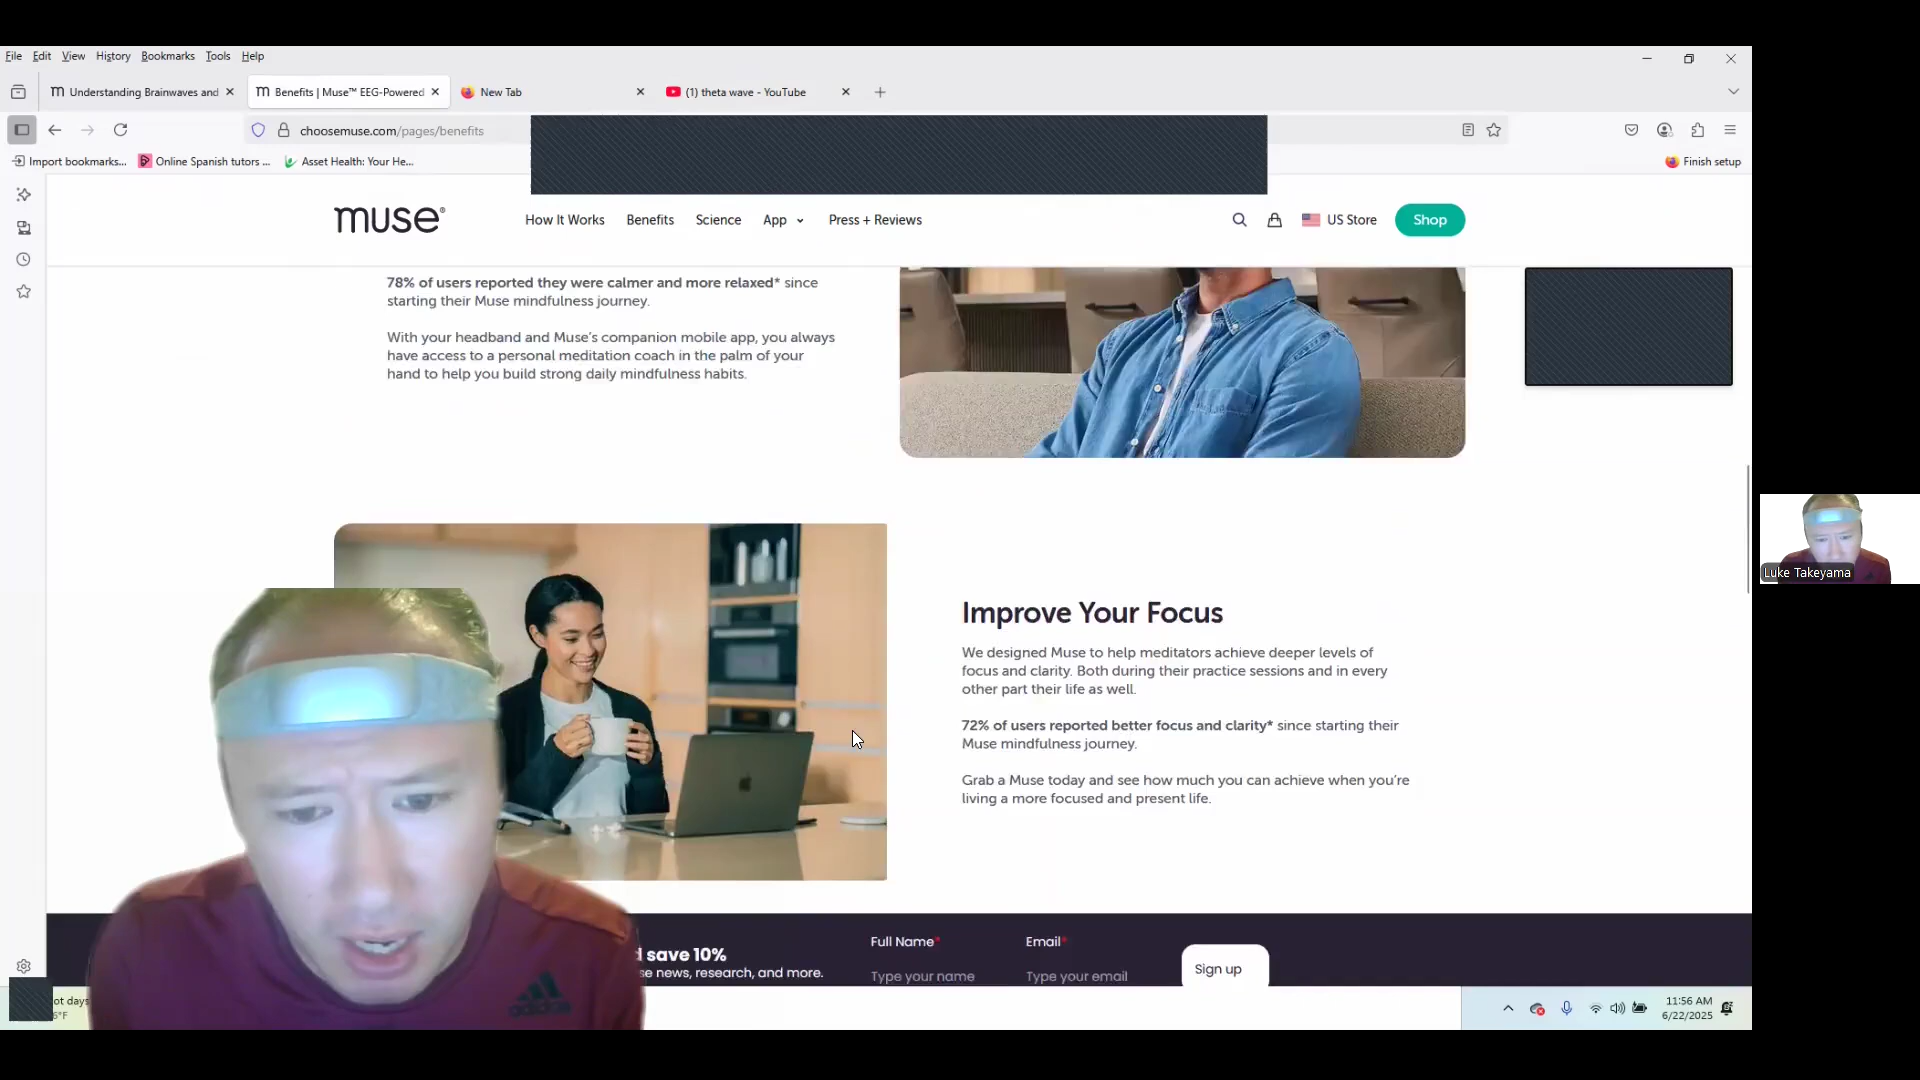 File Edit View History Bookmarks Tools Help
Understanding Brainwaves and
Benefits | Muse™ EEG-Powered
New Tab
(1) theta wave - YouTube
choosemuse.com/pages/benefits
Import bookmarks...
Online Spanish tutors ...
Asset Health: Your He...
Finish setup
muse®
How It Works Benefits Science App Press + Reviews
US Store
Shop
78% of users reported they were calmer and more relaxed* since
starting their Muse mindfulness journey.
With your headband and Muse's companion mobile app, you always
have access to a personal meditation coach in the palm of your
hand to help you build strong daily mindfulness habits.
Improve Your Focus
We designed Muse to help meditators achieve deeper levels of
focus and clarity. Both during their practice sessions and in every
other part their life as well.
72% of users reported better focus and clarity* since starting their
Muse mindfulness journey.
Grab a Muse today and see how much you can achieve when you're
living a more focused and present life.
Luke Takeyama
save 10%
news, research, and more.
Full Name*
Type your name
Email*
Type your email
Sign up
ot days
11:56 AM
6/22/2025